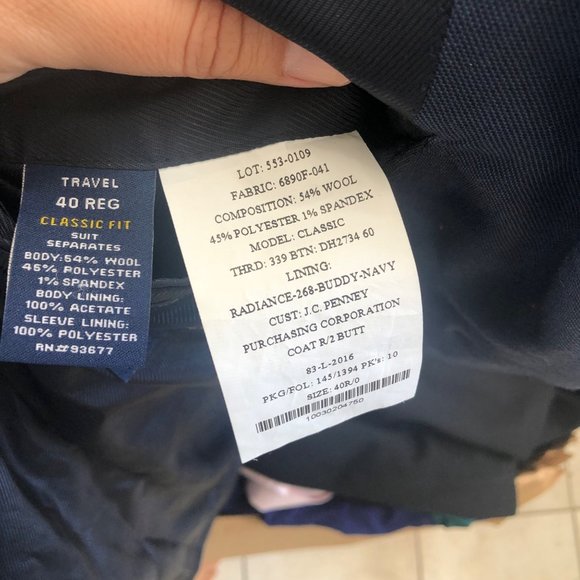 TRAVEL
40 REG
CLASSIC FIT
SUIT
SEPARATES
BODY:54% WOOL
45% POLYESTER
1% SPANDEX
BODY LINING:
100% ACETATE
SLEEVE LINING:
100% POLYESTER
RN#93677
LOT: 553-0109
FABRIC: 6890F-041
COMPOSITION: 54% WOOL
45% POLYESTER 1% SPANDEX
MODEL: CLASSIC
THRD: 339 BTN: DH2734 60
LINING:
RADIANCE-268-BUDDY-NAVY
CUST: J.C. PENNEY
PURCHASING CORPORATION
COAT R/2 BUTT
83-L-2016
PKG/FOL: 145/1394 PK's: 10
SIZE: 40R/0
10030204750